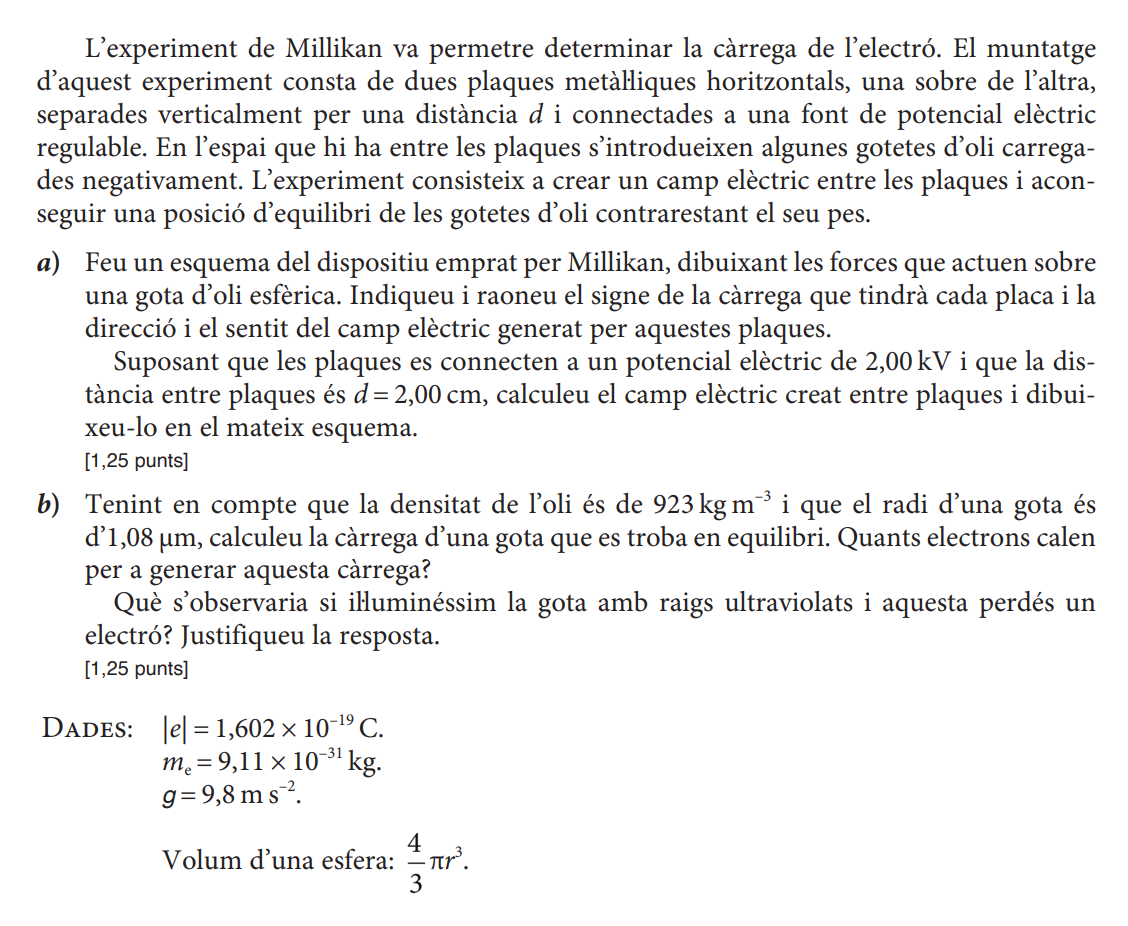 L’experiment de Millikan va permetre determinar la càrrega de l’electró. El muntatge
d’aquest experiment consta de dues plaques metàl·liques horitzontals, una sobre de l’altra,
separades verticalment per una distància d i connectades a una font de potencial elèctric
regulable. En l’espai que hi ha entre les plaques s’introdueixen algunes gotetes d’oli carrega-
des negativament. L’experiment consisteix a crear un camp elèctric entre les plaques i acon-
seguir una posició d’equilibri de les gotetes d’oli contrarestant el seu pes.
a) Feu un esquema del dispositiu emprat per Millikan, dibuixant les forces que actuen sobre
una gota d’oli esfèrica. Indiqueu i raoneu el signe de la càrrega que tindrà cada placa i la
direcció i el sentit del camp elèctric generat per aquestes plaques.
Suposant que les plaques es connecten a un potencial elèctric de 2,00 kV i que la dis-
tància entre plaques és d = 2,00 cm, calculeu el camp elèctric creat entre plaques i dibui-
xeu-lo en el mateix esquema.
[1,25 punts]
b) Tenint en compte que la densitat de l’oli és de 923 kg m⁻³ i que el radi d’una gota és
d’1,08 µm, calculeu la càrrega d’una gota que es troba en equilibri. Quants electrons calen
per a generar aquesta càrrega?
Què s’observaria si il·luminéssim la gota amb raigs ultraviolats i aquesta perdés un
electró? Justifiqueu la resposta.
[1,25 punts]
DADES: |e| = 1,602 × 10⁻¹⁹ C.
mₑ = 9,11 × 10⁻³¹ kg.
g = 9,8 m s⁻².
Volum d’una esfera: 4/3 πr³.